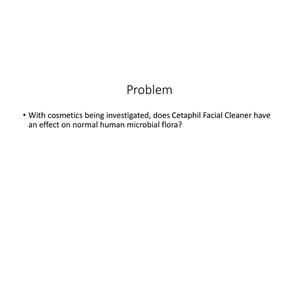 Problem
• With cosmetics being investigated, does Cetaphil Facial Cleaner have
an effect on normal human microbial flora?